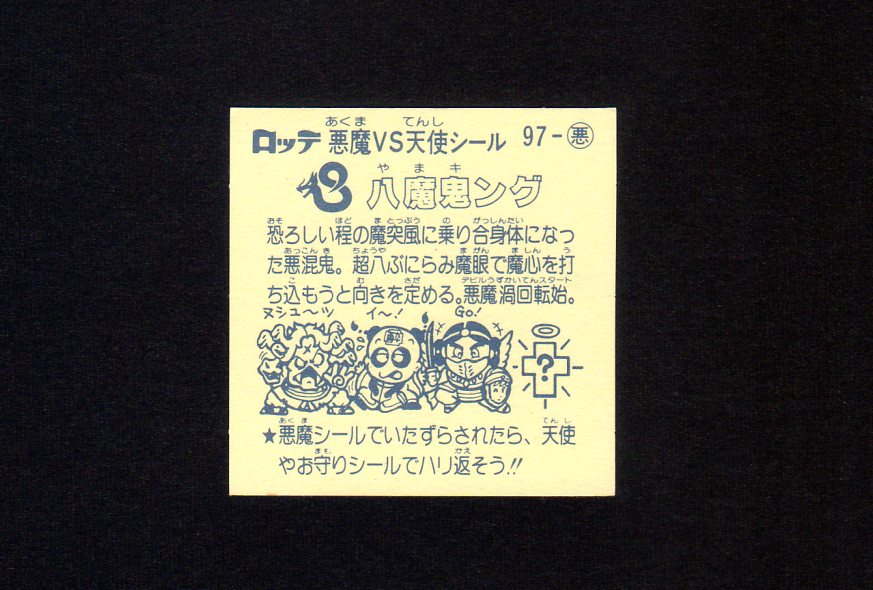 あくま てんし
ロッテ 悪魔VS天使シール 97-悪
やまキ
八魔鬼ング
おそ ほど ま とっぷう の がっしんたい
恐ろしい程の魔突風に乗り合身体になっ
あっこんき ちょうや まがん ましん う
た悪混鬼。超八ぶにらみ魔眼で魔心を打
こ む さだ デビルうずかいてんスタート
ち込もうと向きを定める。悪魔渦回転始。
ヌシュ〜ツ イ〜! Go!
酔
?
あくま てんし
★悪魔シールでいたずらされたら、天使
まも かえ
やお守りシールでハリ返そう!!